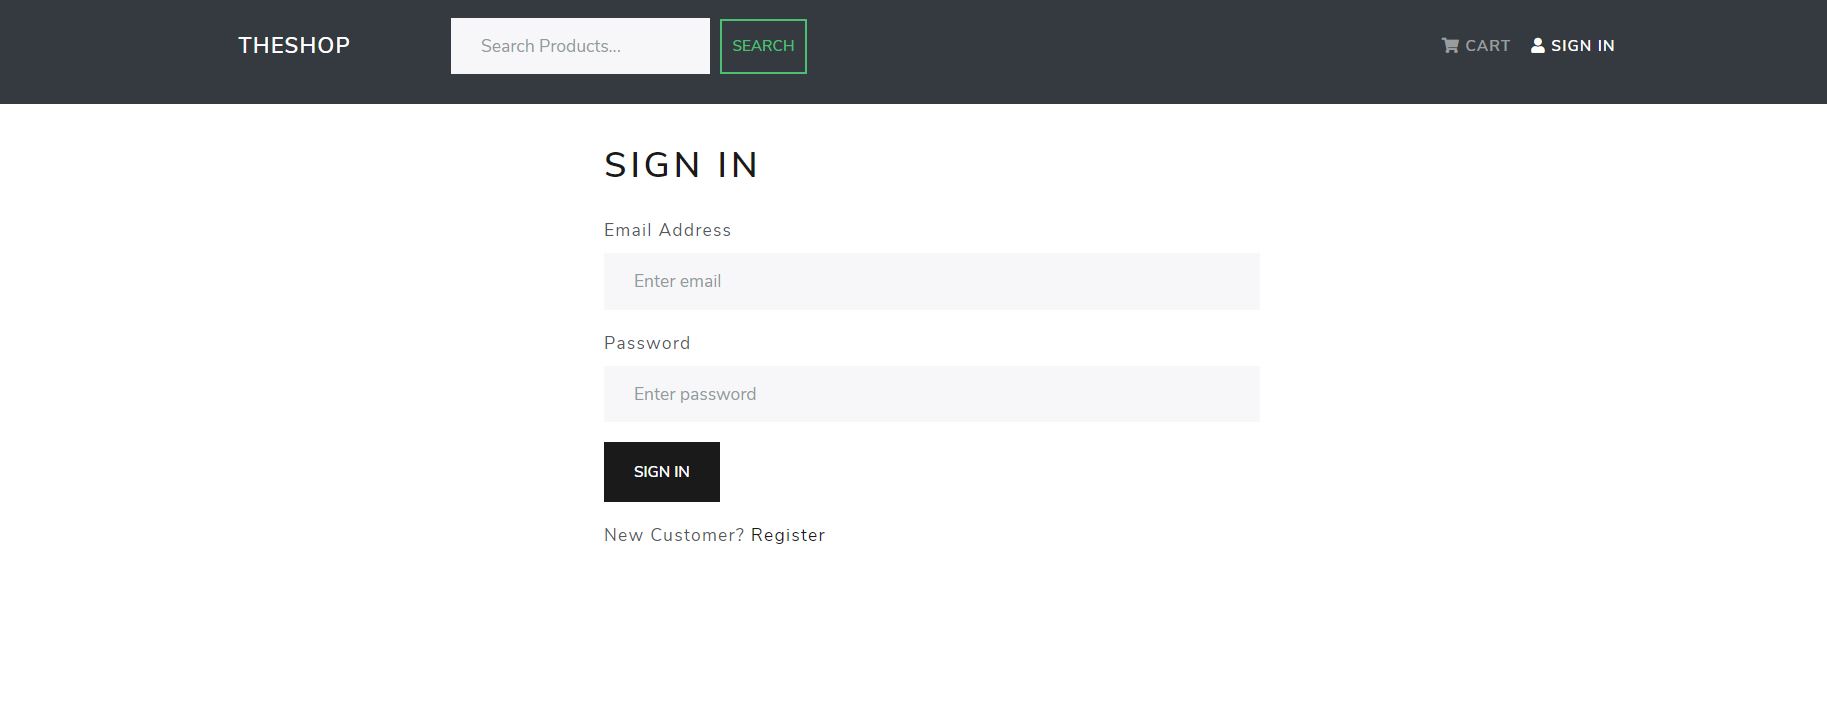 THESHOP
Search Products...
SEARCH
CART
SIGN IN
SIGN IN
Email Address
Enter email
Password
Enter password
SIGN IN
New Customer? Register